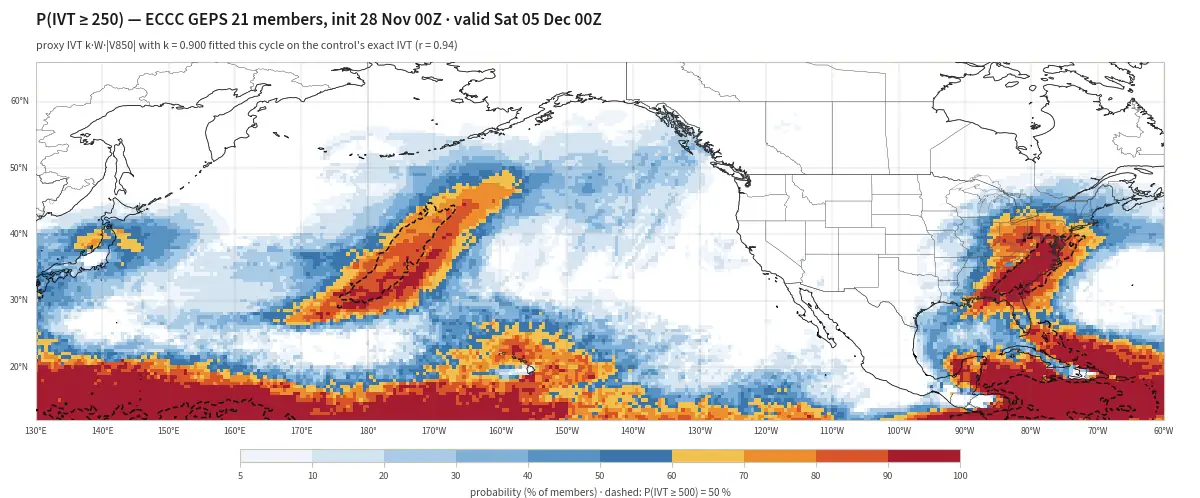 P(IVT ≥ 250) — ECCC GEPS 21 members, init 28 Nov 00Z · valid Sat 05 Dec 00Z
proxy IVT k·W·|V850| with k = 0.900 fitted this cycle on the control's exact IVT (r = 0.94)
60°N
50°N
40°N
30°N
20°N
130°E 140°E 150°E 160°E 170°E 180° 170°W 160°W 150°W 140°W 130°W 120°W 110°W 100°W 90°W 80°W 70°W 60°W
5 10 20 30 40 50 60 70 80 90 100
probability (% of members) · dashed: P(IVT ≥ 500) = 50 %